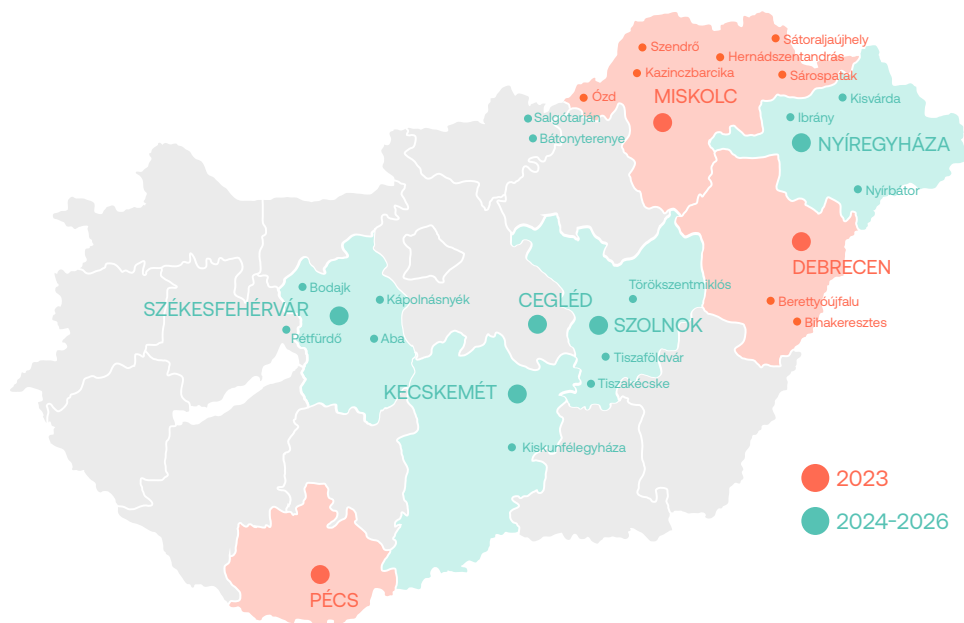 Sátoraljaújhely
Szendrő
Hernádszentandrás
Kazinczbarcika
Sárospatak
Ózd
MISKOLC
Kisvárda
Salgótarján
Ibrány
Bátonyterenye
NYÍREGYHÁZA
Nyírbátor
DEBRECEN
Törökszentmiklós
Bodajk
Kápolnásnyék
CEGLÉD
Berettyóújfalu
SZÉKESFEHÉRVÁR
SZOLNOK
Bihakeresztes
Pétfürdő
Aba
Tiszaföldvár
Tiszakécske
KECSKEMÉT
Kiskunfélegyháza
2023
2024-2026
PÉCS